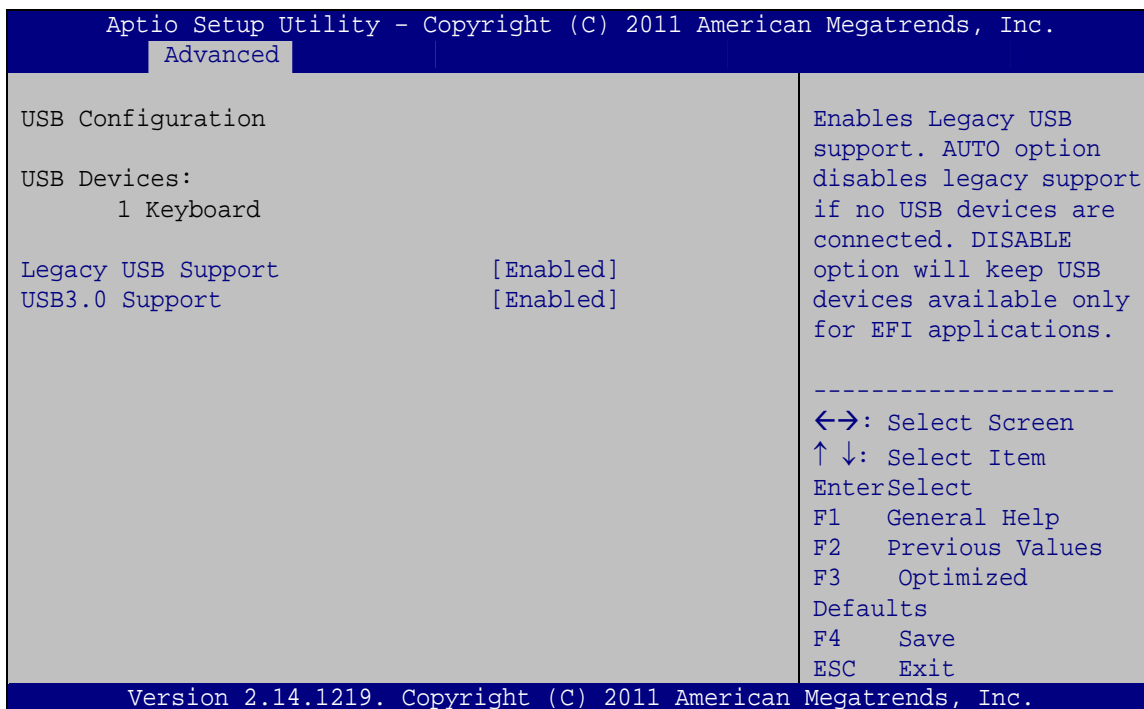 Aptio Setup Utility – Copyright (C) 2011 American Megatrends, Inc.
Advanced
USB Configuration
USB Devices:
1 Keyboard
Legacy USB Support [Enabled]
USB3.0 Support [Enabled]
Enables Legacy USB
support. AUTO option
disables legacy support
if no USB devices are
connected. DISABLE
option will keep USB
devices available only
for EFI applications.
---------------------
←→: Select Screen
↑ ↓: Select Item
EnterSelect
F1 General Help
F2 Previous Values
F3 Optimized
Defaults
F4 Save
ESC Exit
Version 2.14.1219. Copyright (C) 2011 American Megatrends, Inc.